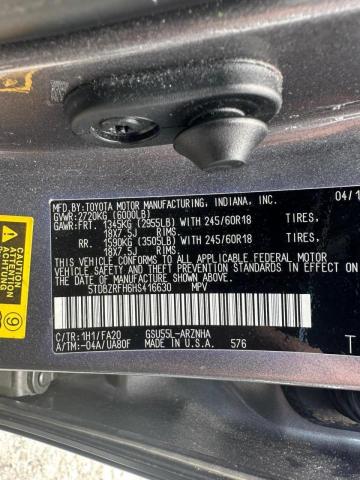 MFD.BY:TOYOTA MOTOR MANUFACTURING, INDIANA, INC. 04/1
GVWR:2720KG (6000LB)
GAWR:FRT. 1345KG (2955LB) WITH 245/60R18 TIRES,
18X7.5J RIMS.
RR. 1590KG (3505LB) WITH 245/60R18 TIRES,
18X7.5J RIMS.
THIS VEHICLE CONFORMS TO ALL APPLICABLE FEDERAL
SAFETY AND THEFT PREVENTION STANDARDS IN EFFECT ON
THE DATE OF MANUFACTURE SHOWN ABOVE.
5TDBZRFH6HS416630 MPV
C/TR:1H1/FA20 GSU55L-ARZNHA
A/TM:-04A/UA80F MADE IN U.S.A. 576
T
9